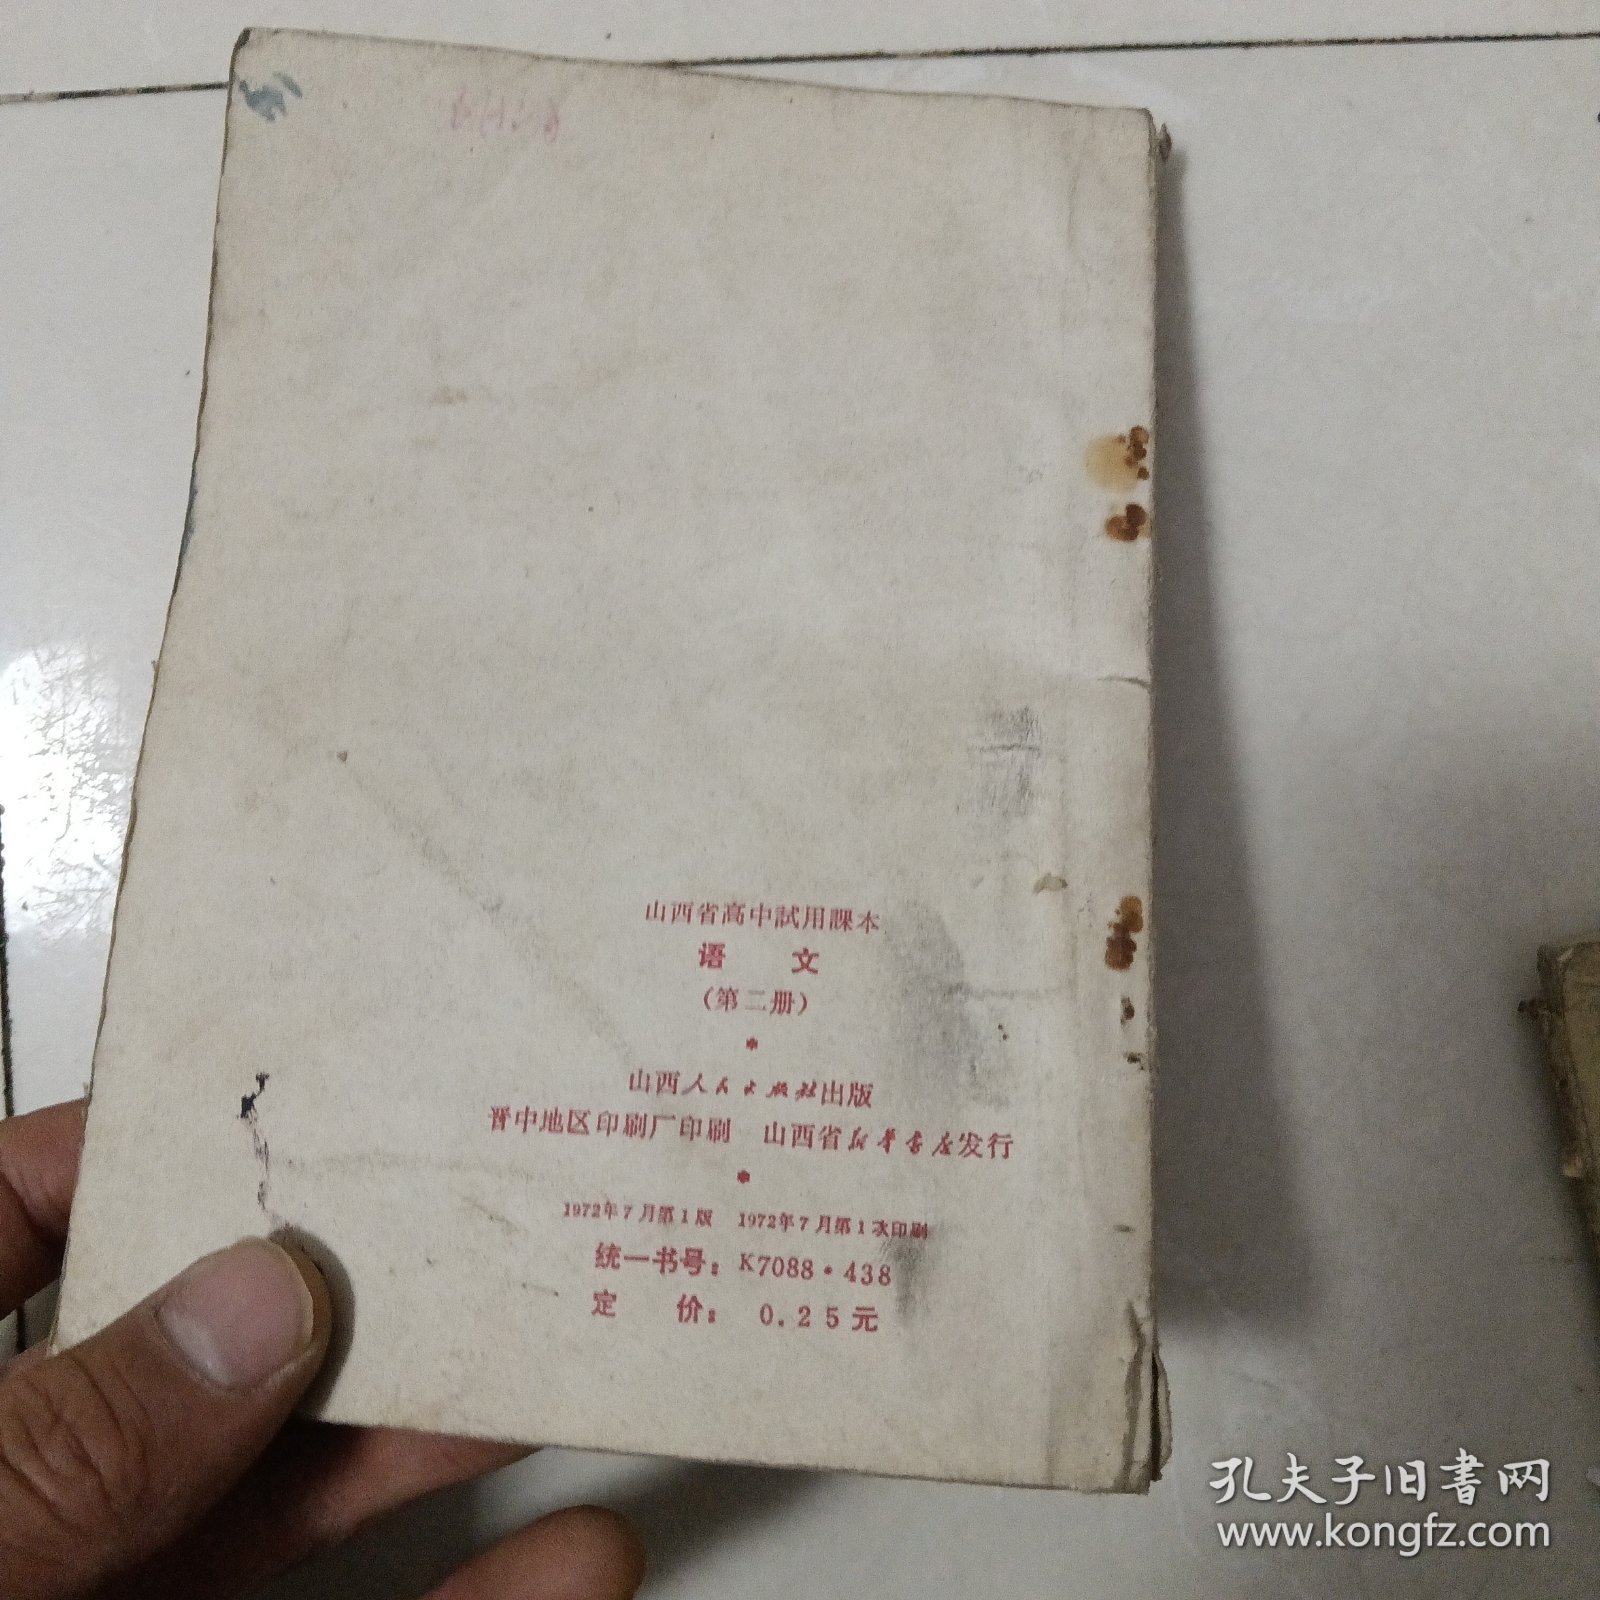 山西省高中試用課本
语 文
（第二册）
*
山西人民出版社出版
晋中地区印刷厂印刷 山西省新华书店发行
*
1972年7月第1版 1972年7月第1次印刷
统一书号：K7088·438
定 价：0.25元
孔夫子旧書网
www.kongfz.com